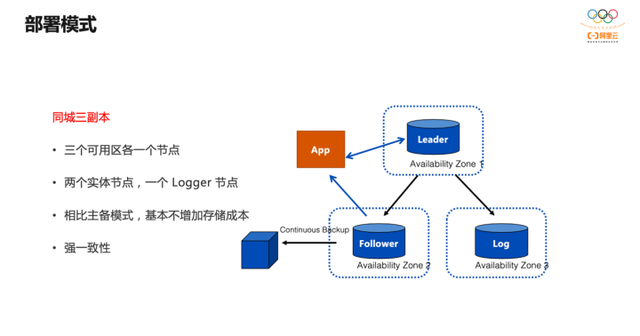 部署模式
阿里云
同城三副本
• 三个可用区各一个节点
• 两个实体节点，一个 Logger 节点
• 相比主备模式，基本不增加存储成本
• 强一致性
App
Leader
Availability Zone 1
Continuous Backup
Follower
Availability Zone 2
Log
Availability Zone 3